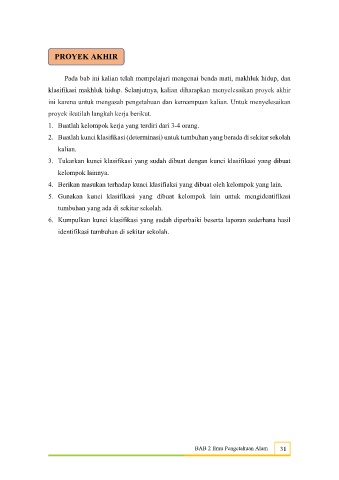 PROYEK AKHIR
Pada bab ini kalian telah mempelajari mengenai benda mati, makhluk hidup, dan
klasifikasi makhluk hidup. Selanjutnya, kalian diharapkan menyelesaikan proyek akhir
ini karena untuk mengasah pengetahuan dan kemampuan kalian. Untuk menyelesaikan
proyek ikutilah langkah kerja berikut.
1. Buatlah kelompok kerja yang terdiri dari 3-4 orang.
2. Buatlah kunci klasifikasi (determinasi) untuk tumbuhan yang berada di sekitar sekolah
kalian.
3. Tukarkan kunci klasifikasi yang sudah dibuat dengan kunci klasifikasi yang dibuat
kelompok lainnya.
4. Berikan masukan terhadap kunci klasifiaksi yang dibuat oleh kelompok yang lain.
5. Gunakan kunci klasifikasi yang dibuat kelompok lain untuk mengidentifikasi
tumbuhan yang ada di sekitar sekolah.
6. Kumpulkan kunci klasifikasi yang sudah diperbaiki beserta laporan sederhana hasil
identifikasi tumbuhan di sekitar sekolah.
BAB 2 Ilmu Pengetahuan Alam 31